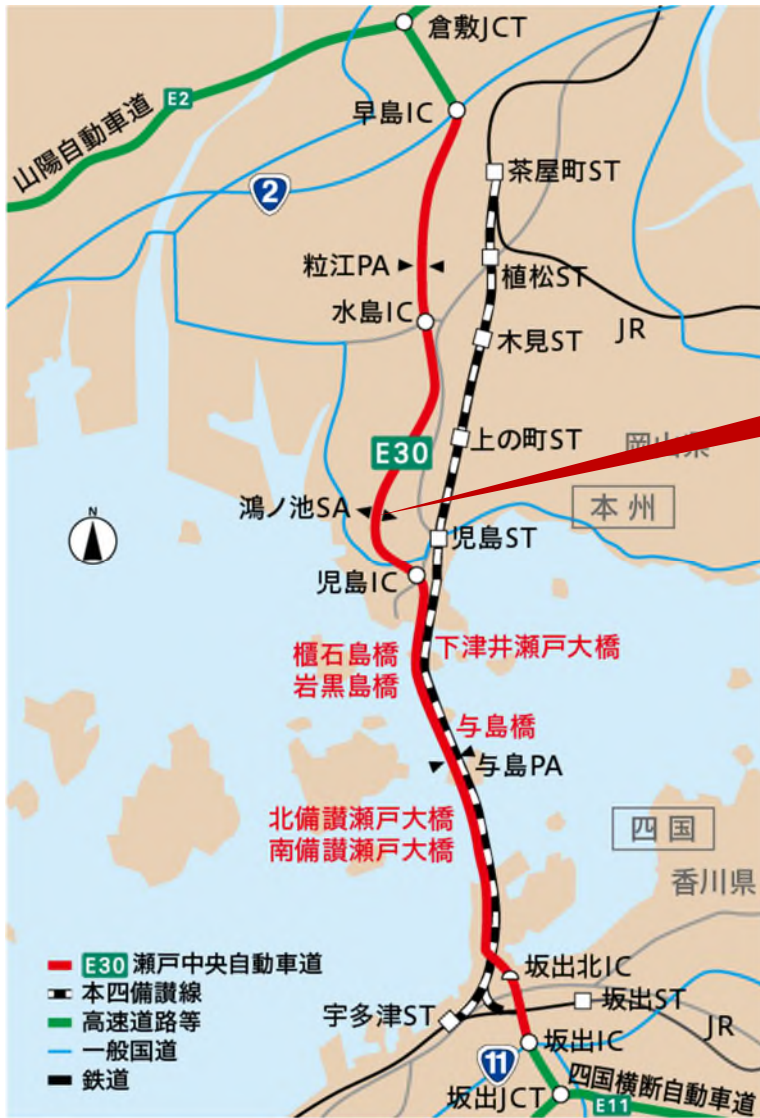 倉敷JCT
E2
早島IC
山陽自動車道
茶屋町ST
2
粒江PA
植松ST
水島IC
木見ST
JR
E30
上の町ST
岡山県
鴻ノ池SA
本州
N
児島ST
児島IC
櫃石島橋
下津井瀬戸大橋
岩黒島橋
与島橋
与島PA
北備讃瀬戸大橋
南備讃瀬戸大橋
四国
香川県
E30 瀬戸中央自動車道
本四備讃線
高速道路等
一般国道
鉄道
坂出北IC
宇多津ST
坂出ST
JR
坂出IC
11
坂出JCT
四国横断自動車道
E11